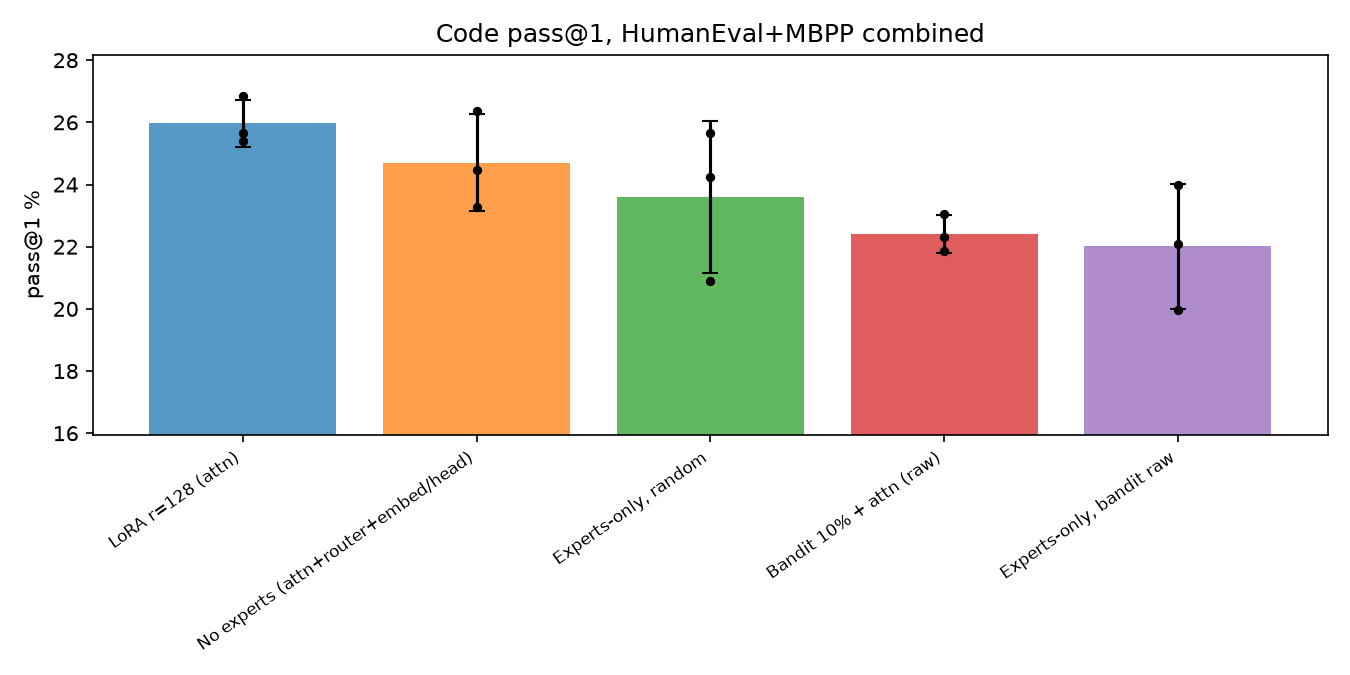 Code pass@1, HumanEval+MBPP combined
pass@1 %
28
26
24
22
20
18
16
LoRA r=128 (attn)
No experts (attn+router+embed/head)
Experts-only, random
Bandit 10% + attn (raw)
Experts-only, bandit raw